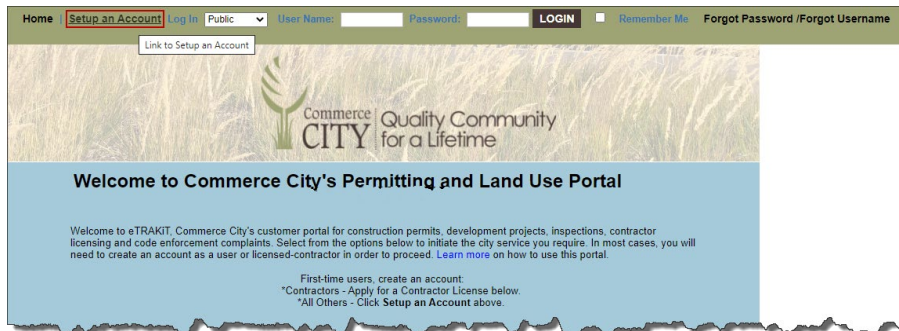 Home | Setup an Account Log In Public User Name: Password: LOGIN Remember Me Forgot Password /Forgot Username
Link to Setup an Account
Commerce
CITY
Quality Community
for a Lifetime
Welcome to Commerce City's Permitting and Land Use Portal
Welcome to eTRAKiT, Commerce City's customer portal for construction permits, development projects, inspections, contractor
licensing and code enforcement complaints. Select from the options below to initiate the city service you require. In most cases, you will
need to create an account as a user or licensed-contractor in order to proceed. Learn more on how to use this portal.
First-time users, create an account:
*Contractors - Apply for a Contractor License below.
*All Others - Click Setup an Account above.